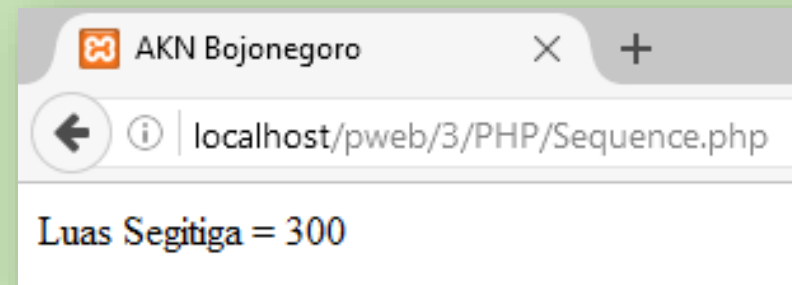 AKN Bojonegoro
localhost/pweb/3/PHP/Sequence.php
Luas Segitiga = 300